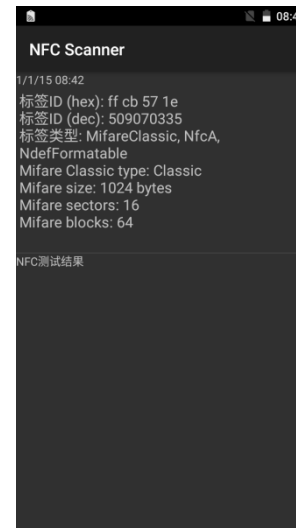 08:4
NFC Scanner
1/1/15 08:42
标签ID (hex): ff cb 57 1e
标签ID (dec): 509070335
标签类型: MifareClassic, NfcA,
NdefFormatable
Mifare Classic type: Classic
Mifare size: 1024 bytes
Mifare sectors: 16
Mifare blocks: 64
NFC测试结果